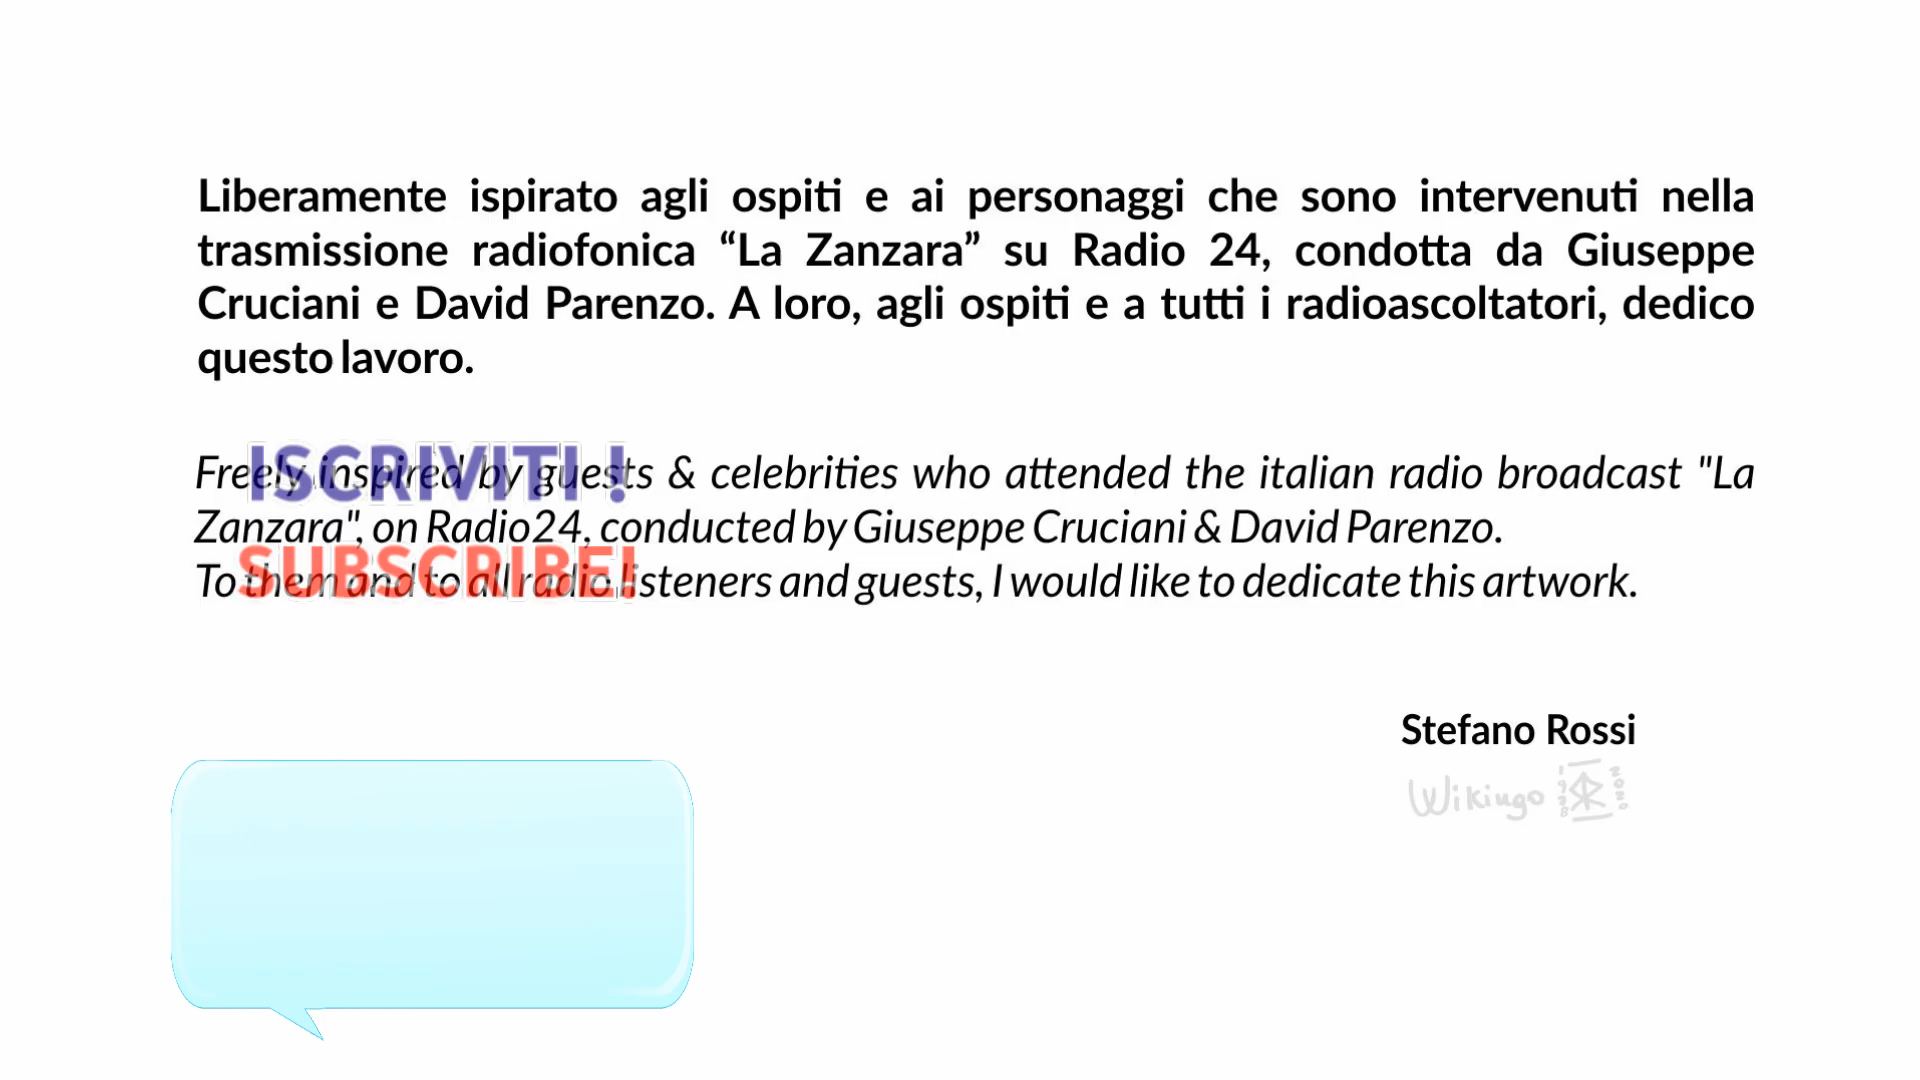 Liberamente ispirato agli ospiti e ai personaggi che sono intervenuti nella
trasmissione radiofonica “La Zanzara” su Radio 24, condotta da Giuseppe
Cruciani e David Parenzo. A loro, agli ospiti e a tutti i radioascoltatori, dedico
questo lavoro.
ISCRIVITI !
Freely inspired by guests & celebrities who attended the italian radio broadcast "La
Zanzara", on Radio24, conducted by Giuseppe Cruciani & David Parenzo.
SUBSCRIBE!
To them and to all radio listeners and guests, I would like to dedicate this artwork.
Stefano Rossi
Wikingo